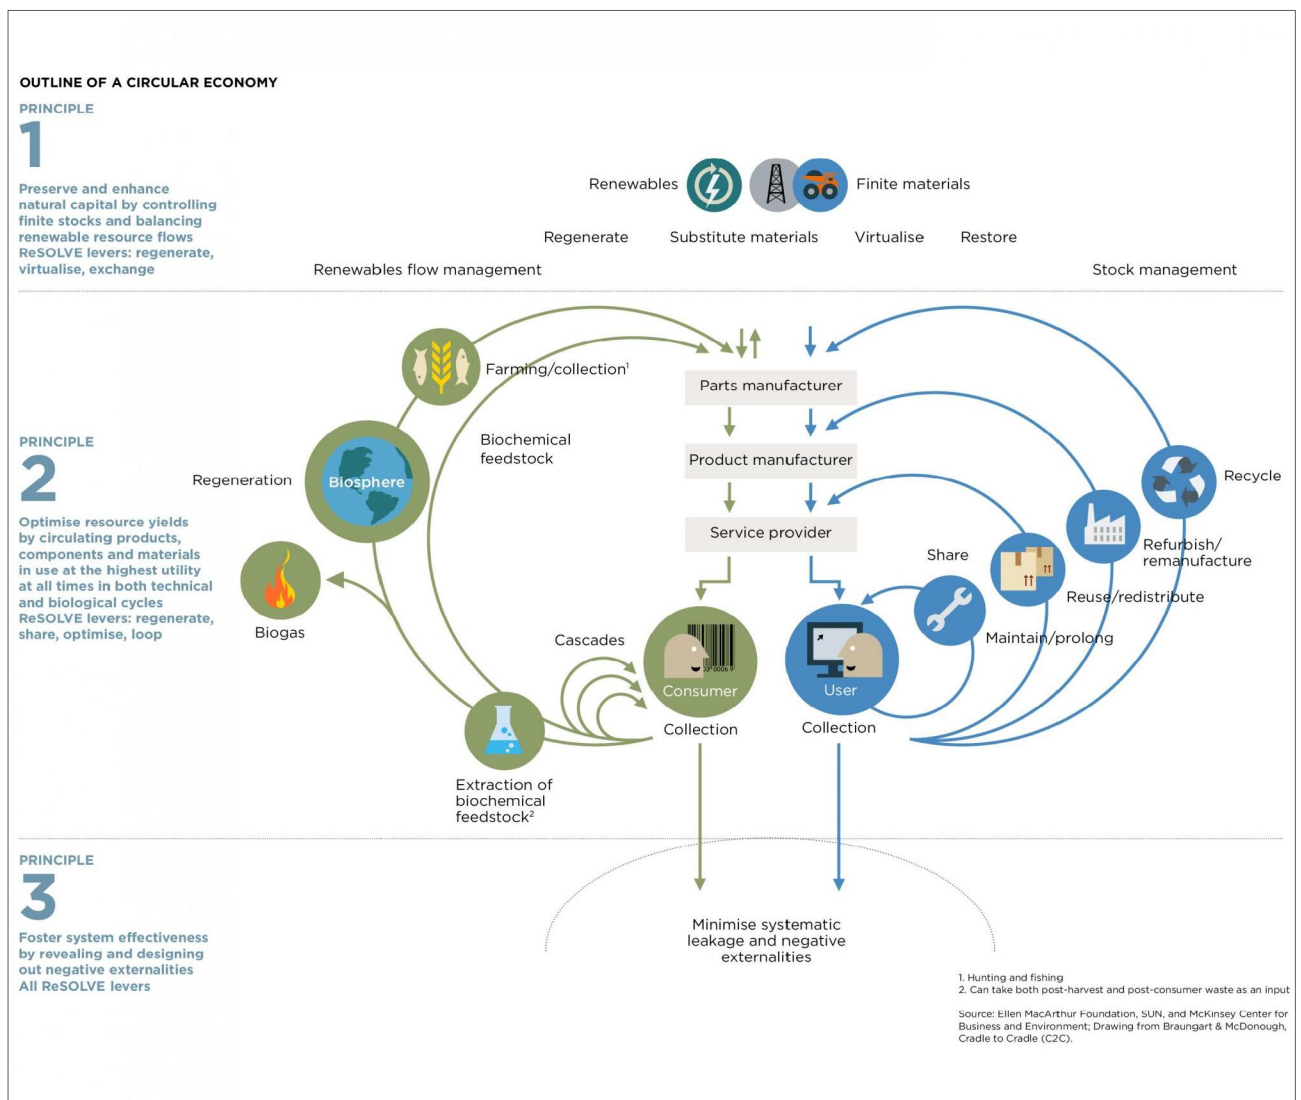 OUTLINE OF A CIRCULAR ECONOMY
PRINCIPLE
1
Preserve and enhance
natural capital by controlling
finite stocks and balancing
renewable resource flows
ReSOLVE levers: regenerate,
virtualise, exchange
Renewables
Finite materials
Regenerate
Substitute materials
Virtualise
Restore
Renewables flow management
Stock management
PRINCIPLE
2
Optimise resource yields
by circulating products,
components and materials
in use at the highest utility
at all times in both technical
and biological cycles
ReSOLVE levers: regenerate,
share, optimise, loop
Farming/collection¹
Biochemical
feedstock
Regeneration
Biosphere
Biogas
Cascades
Extraction of
biochemical
feedstock²
Parts manufacturer
Product manufacturer
Service provider
Consumer
Collection
User
Collection
Share
Maintain/prolong
Reuse/redistribute
Refurbish/
remanufacture
Recycle
PRINCIPLE
3
Foster system effectiveness
by revealing and designing
out negative externalities
All ReSOLVE levers
Minimise systematic
leakage and negative
externalities
1. Hunting and fishing
2. Can take both post-harvest and post-consumer waste as an input
Source: Ellen MacArthur Foundation, SUN, and McKinsey Center for
Business and Environment; Drawing from Braungart & McDonough,
Cradle to Cradle (C2C).